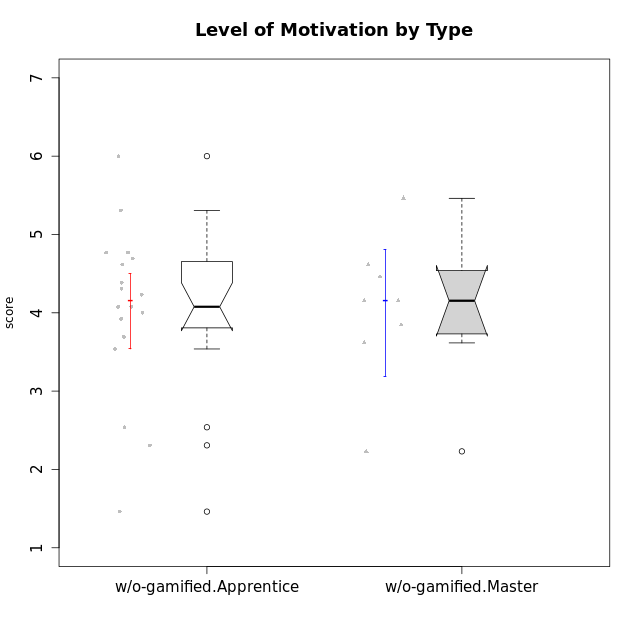 Level of Motivation by Type
7
6
5
4
3
2
1
score
w/o-gamified.Apprentice
w/o-gamified.Master